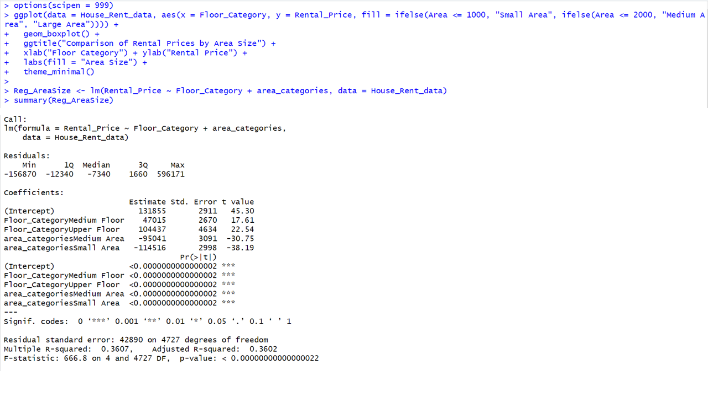 > options(scipen = 999)
> ggplot(data = House_Rent_data, aes(x = Floor_Category, y = Rental_Price, fill = ifelse(Area <= 1000, "Small Area", ifelse(Area <= 2000, "Medium A
rea", "Large Area")))) +
+   geom_boxplot() +
+   ggtitle("Comparison of Rental Prices by Area Size") +
+   xlab("Floor Category") + ylab("Rental Price") +
+   labs(fill = "Area Size") +
+   theme_minimal()
>
> Reg_AreaSize <- lm(Rental_Price ~ Floor_Category + area_categories, data = House_Rent_data)
> summary(Reg_AreaSize)
Call:
lm(formula = Rental_Price ~ Floor_Category + area_categories,
    data = House_Rent_data)
Residuals:
    Min      1Q  Median      3Q     Max
-156870  -12340   -7340    1660  596171
Coefficients:
                            Estimate Std. Error t value
(Intercept)                   131855       2911   45.30
Floor_CategoryMedium Floor     47015       2670   17.61
Floor_CategoryUpper Floor     104437       4634   22.54
area_categoriesMedium Area    -95041       3091  -30.75
area_categoriesSmall Area    -114516       2998  -38.19
                                       Pr(>|t|)
(Intercept)                <0.0000000000000002 ***
Floor_CategoryMedium Floor <0.0000000000000002 ***
Floor_CategoryUpper Floor  <0.0000000000000002 ***
area_categoriesMedium Area <0.0000000000000002 ***
area_categoriesSmall Area  <0.0000000000000002 ***
---
Signif. codes:  0 ‘***’ 0.001 ‘**’ 0.01 ‘*’ 0.05 ‘.’ 0.1 ‘ ’ 1
Residual standard error: 42890 on 4727 degrees of freedom
Multiple R-squared:  0.3607,    Adjusted R-squared:  0.3602
F-statistic: 666.8 on 4 and 4727 DF,  p-value: < 0.00000000000000022